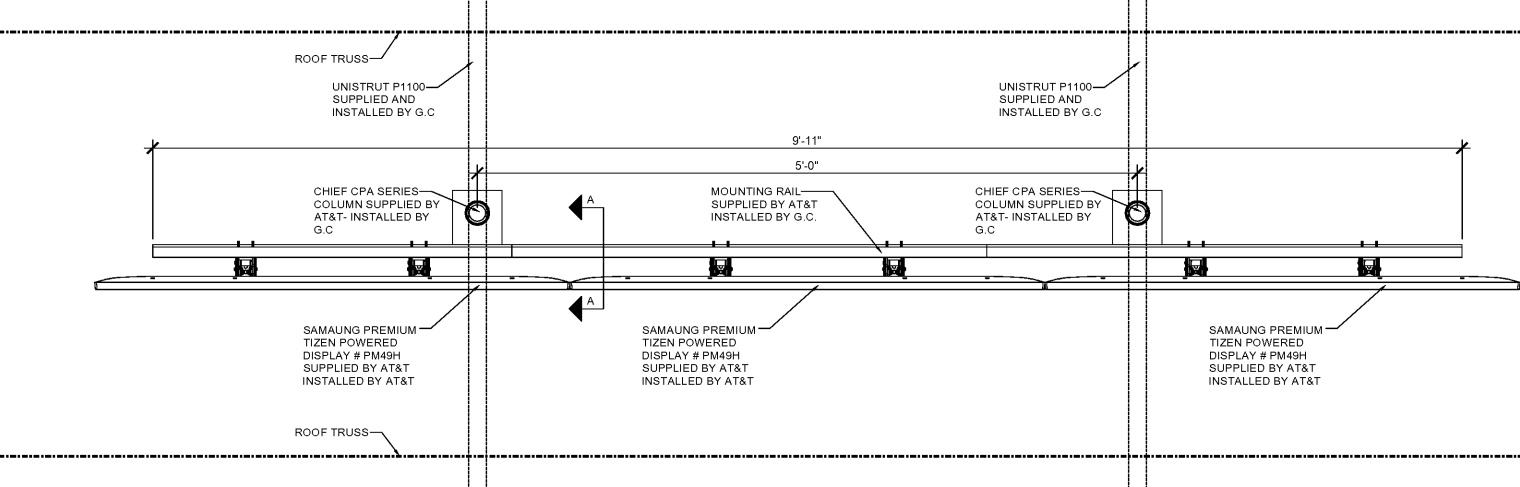 ROOF TRUSS
UNISTRUT P1100
SUPPLIED AND
INSTALLED BY G.C
UNISTRUT P1100
SUPPLIED AND
INSTALLED BY G.C
9'-11"
5'-0"
CHIEF CPA SERIES
COLUMN SUPPLIED BY
AT&T- INSTALLED BY
G.C
A
MOUNTING RAIL
SUPPLIED BY AT&T
INSTALLED BY G.C.
CHIEF CPA SERIES
COLUMN SUPPLIED BY
AT&T- INSTALLED BY
G.C
A
SAMAUNG PREMIUM
TIZEN POWERED
DISPLAY # PM49H
SUPPLIED BY AT&T
INSTALLED BY AT&T
SAMAUNG PREMIUM
TIZEN POWERED
DISPLAY # PM49H
SUPPLIED BY AT&T
INSTALLED BY AT&T
SAMAUNG PREMIUM
TIZEN POWERED
DISPLAY # PM49H
SUPPLIED BY AT&T
INSTALLED BY AT&T
ROOF TRUSS